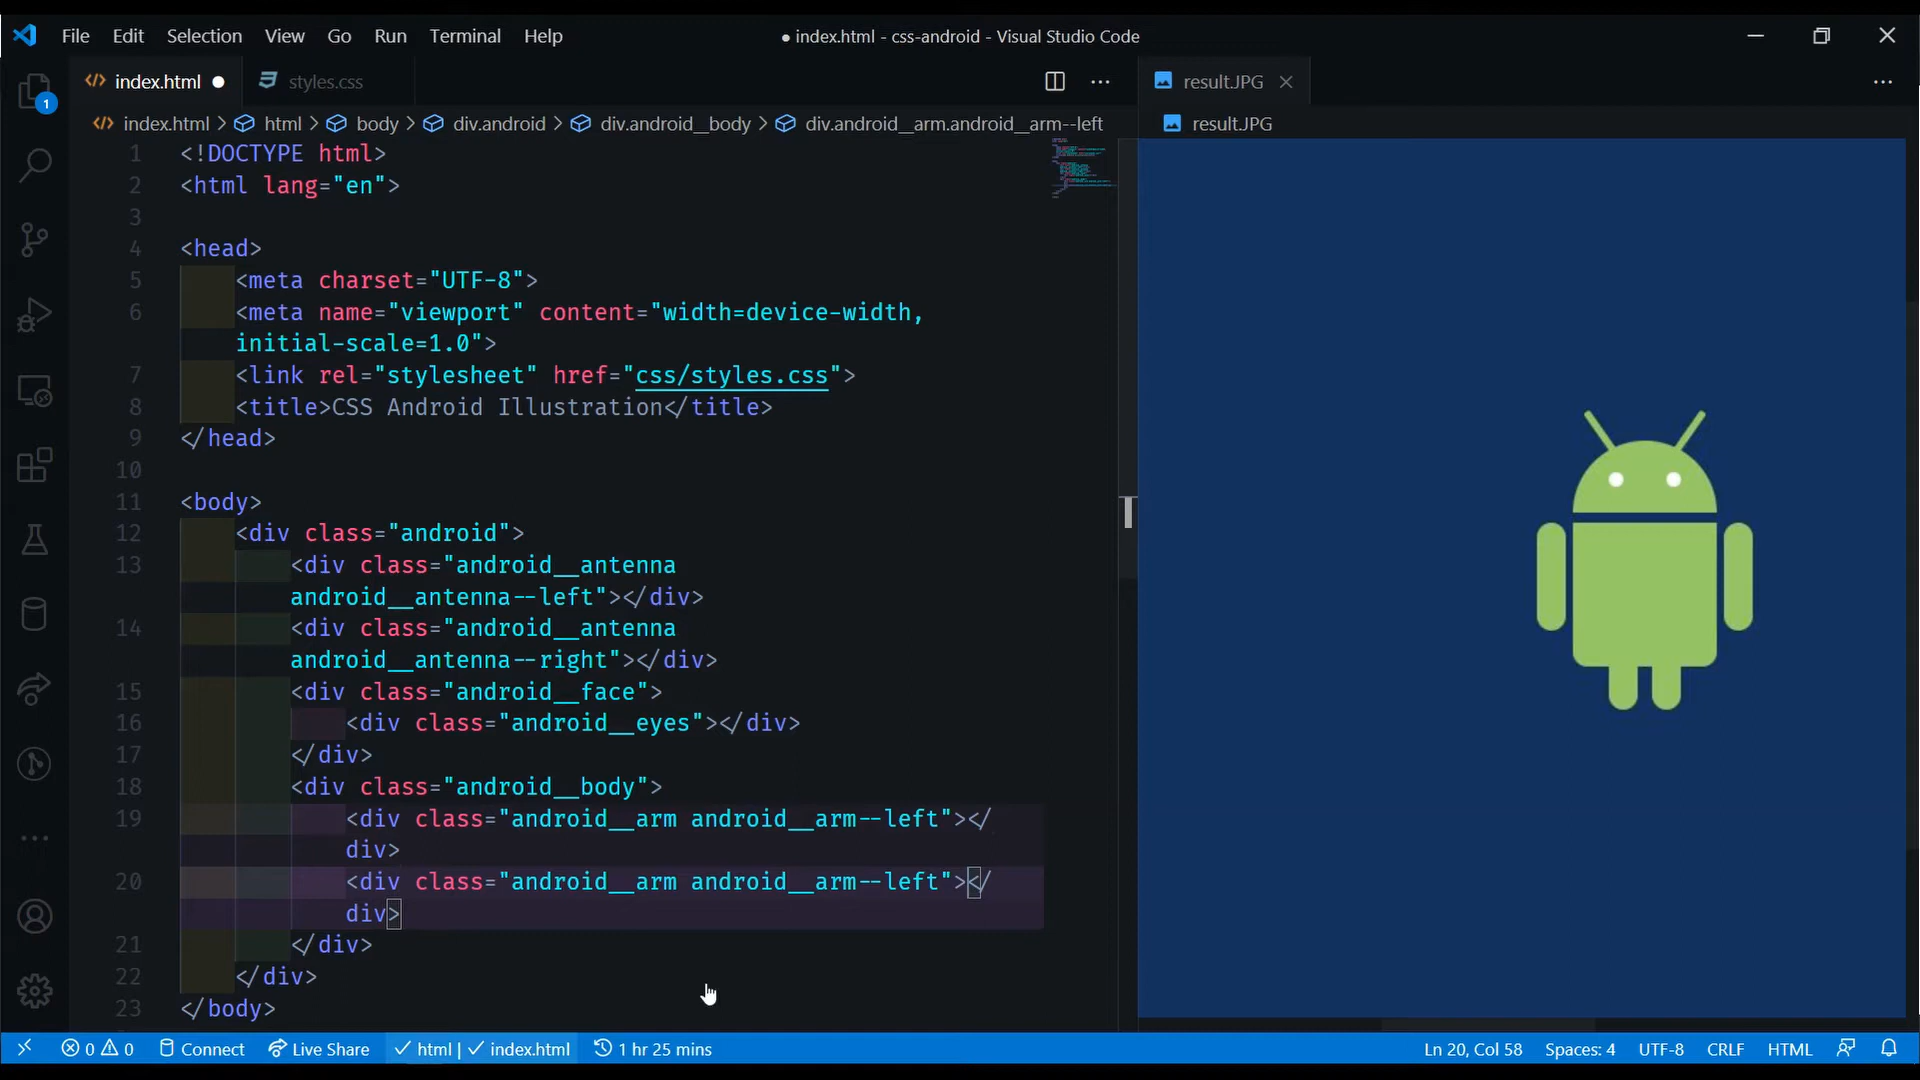 File Edit Selection View Go Run Terminal Help
● index.html - css-android - Visual Studio Code
index.html ●
styles.css
result.JPG
index.html > html > body > div.android > div.android__body > div.android__arm.android__arm--left
result.JPG
1 <!DOCTYPE html>
2 <html lang="en">
3
4 <head>
5 <meta charset="UTF-8">
6 <meta name="viewport" content="width=device-width,
initial-scale=1.0">
7 <link rel="stylesheet" href="css/styles.css">
8 <title>CSS Android Illustration</title>
9 </head>
10
11 <body>
12 <div class="android">
13 <div class="android__antenna
android__antenna--left"></div>
14 <div class="android__antenna
android__antenna--right"></div>
15 <div class="android__face">
16 <div class="android__eyes"></div>
17 </div>
18 <div class="android__body">
19 <div class="android__arm android__arm--left"></
div>
20 <div class="android__arm android__arm--left"></
div>
21 </div>
22 </div>
23 </body>
1
0 0 Connect Live Share ✓ html | ✓ index.html 1 hr 25 mins
Ln 20, Col 58 Spaces: 4 UTF-8 CRLF HTML